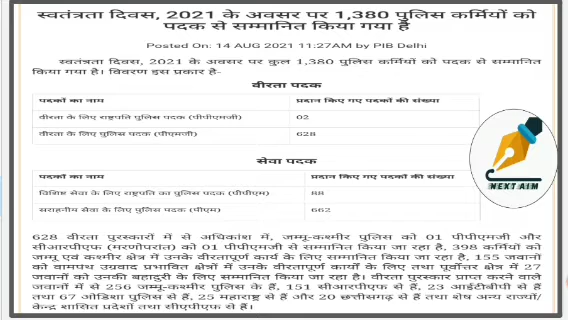 स्वतंत्रता दिवस, 2021 के अवसर पर 1,380 पुलिस कर्मियों को
पदक से सम्मानित किया गया है
Posted On: 14 AUG 2021 11:27AM by PIB Delhi
स्वतंत्रता दिवस, 2021 के अवसर पर कुल 1,380 पुलिस कर्मियों को पदक से सम्मानित
किया गया है। विवरण इस प्रकार है-
वीरता पदक
पदकों का नाम प्रदान किए गए पदकों की संख्या
वीरता के लिए राष्ट्रपति पुलिस पदक (पीपीएमजी) 02
वीरता के लिए पुलिस पदक (पीएमजी) 628
सेवा पदक
पदकों का नाम प्रदान किए गए पदकों की संख्या
विशिष्ट सेवा के लिए राष्ट्रपति का पुलिस पदक (पीपीएम) 88
सराहनीय सेवा के लिए पुलिस पदक (पीएम) 662
NEXT AIM
628 वीरता पुरस्कारों में से अधिकांश में, जम्मू-कश्मीर पुलिस को 01 पीपीएमजी और
सीआरपीएफ (मरणोपरात) को 01 पीपीएमजी से सम्मानित किया जा रहा है, 398 कर्मियों को
जम्मू एवं कश्मीर क्षेत्र में उनके वीरतापूर्ण कार्य के लिए सम्मानित किया जा रहा है, 155 जवानों
को वामपंथ उग्रवाद प्रभावित क्षेत्रों में उनके वीरतापूर्ण कार्यों के लिए तथा पूर्वोत्तर क्षेत्र में 27
जवानों को उनकी बहादुरी के लिए सम्मानित किया जा रहा है। वीरता पुरस्कार प्राप्त करने वाले
जवानों में से 256 जम्मू-कश्मीर पुलिस के हैं, 151 सीआरपीएफ से हैं, 23 आईटीबीपी से हैं
तथा 67 ओडिशा पुलिस से हैं, 25 महाराष्ट्र से हैं और 20 छत्तीसगढ़ से हैं तथा शेष अन्य राज्यों/
केन्द्र शासित प्रदेशों तथा सीएपीएफ से हैं।